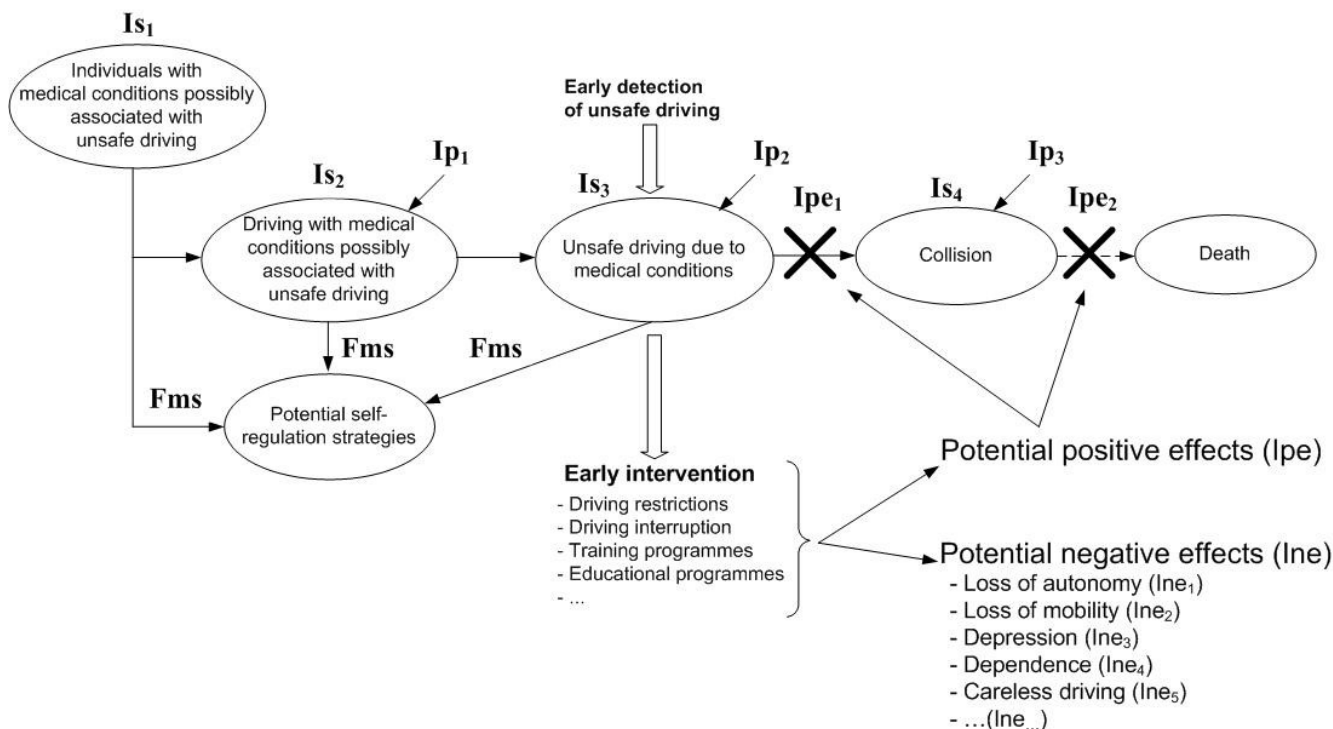 Is₁
Individuals with
medical conditions possibly
associated with
unsafe driving
Early detection
of unsafe driving
Is₂
Ip₁
Driving with medical
conditions possibly
associated with
unsafe driving
Is₃
Ip₂
Unsafe driving due to
medical conditions
Ipe₁
Is₄
Ip₃
Collision
Ipe₂
Death
Fms
Fms
Fms
Potential self-
regulation strategies
Early intervention
- Driving restrictions
- Driving interruption
- Training programmes
- Educational programmes
- ...
Potential positive effects (Ipe)
Potential negative effects (Ine)
- Loss of autonomy (Ine₁)
- Loss of mobility (Ine₂)
- Depression (Ine₃)
- Dependence (Ine₄)
- Careless driving (Ine₅)
- ...(Ine...)